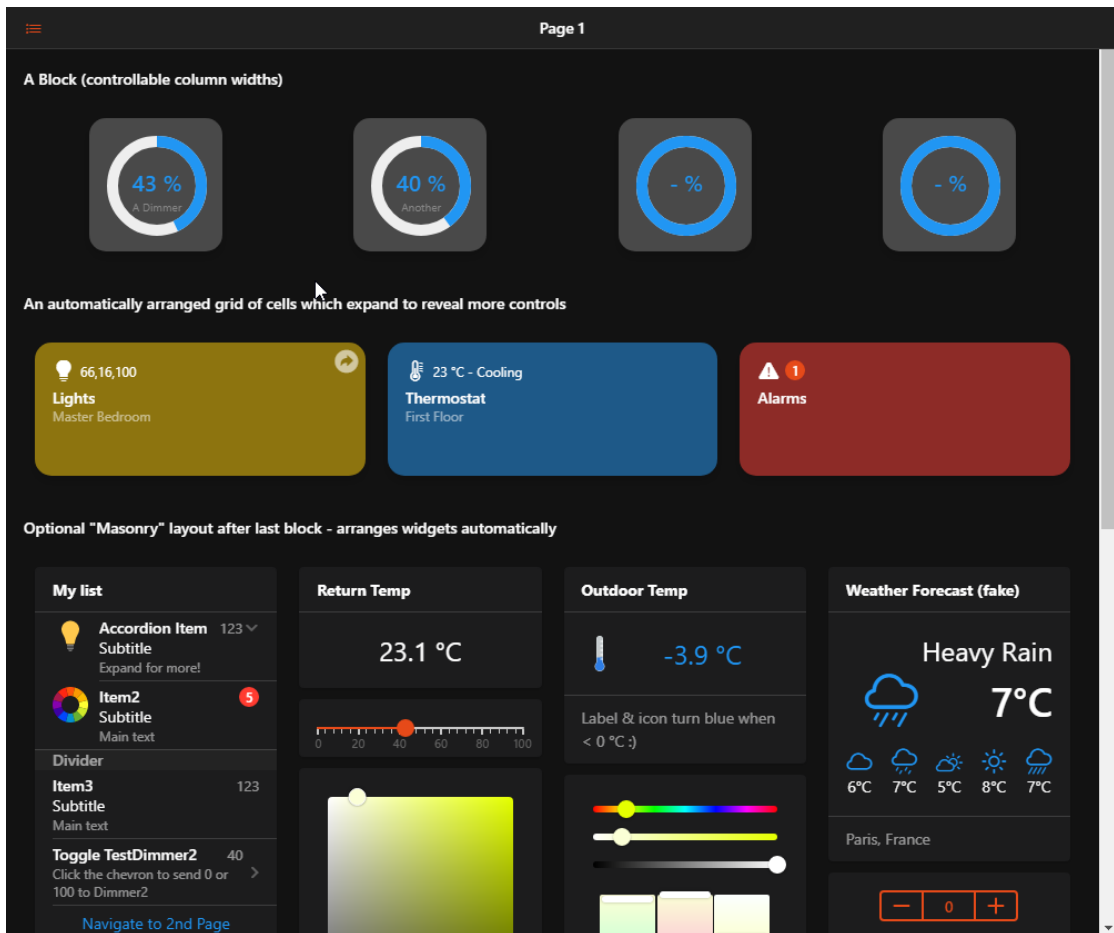 Page 1
A Block (controllable column widths)
43 %
A Dimmer
40 %
Another
- %
- %
An automatically arranged grid of cells which expand to reveal more controls
66,16,100
Lights
Master Bedroom
23 °C - Cooling
Thermostat
First Floor
1
Alarms
Optional "Masonry" layout after last block - arranges widgets automatically
My list
Accordion Item 123
Subtitle
Expand for more!
Item2 5
Subtitle
Main text
Divider
Item3 123
Subtitle
Main text
Toggle TestDimmer2 40
Click the chevron to send 0 or
100 to Dimmer2
Navigate to 2nd Page
Return Temp
23.1 °C
0 20 40 60 80 100
Outdoor Temp
-3.9 °C
Label & icon turn blue when
< 0 °C :)
Weather Forecast (fake)
Heavy Rain
7°C
6°C 7°C 5°C 8°C 7°C
Paris, France
0